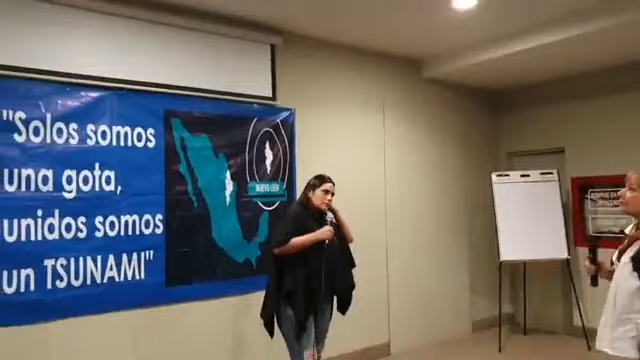 "Solos somos
una gota,
unidos somos
un TSUNAMI"
NUEVO LEÓN